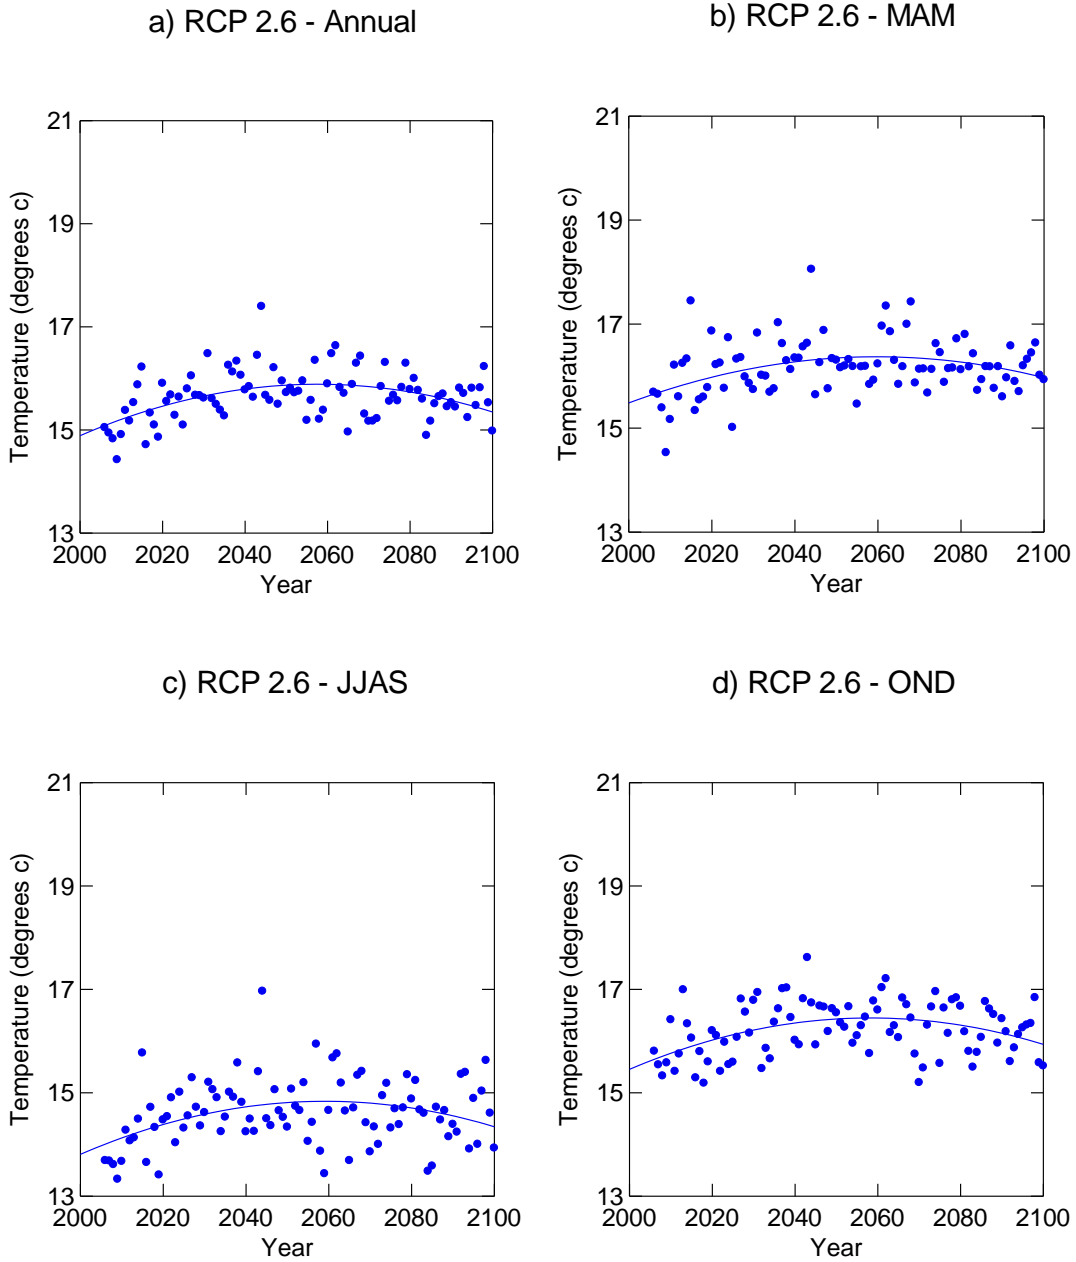 a) RCP 2.6 - Annual
21
19
17
15
13
Temperature (degrees c)
2000 2020 2040 2060 2080 2100
Year
b) RCP 2.6 - MAM
21
19
17
15
13
Temperature (degrees c)
2000 2020 2040 2060 2080 2100
Year
c) RCP 2.6 - JJAS
21
19
17
15
13
Temperature (degrees c)
2000 2020 2040 2060 2080 2100
Year
d) RCP 2.6 - OND
21
19
17
15
13
Temperature (degrees c)
2000 2020 2040 2060 2080 2100
Year